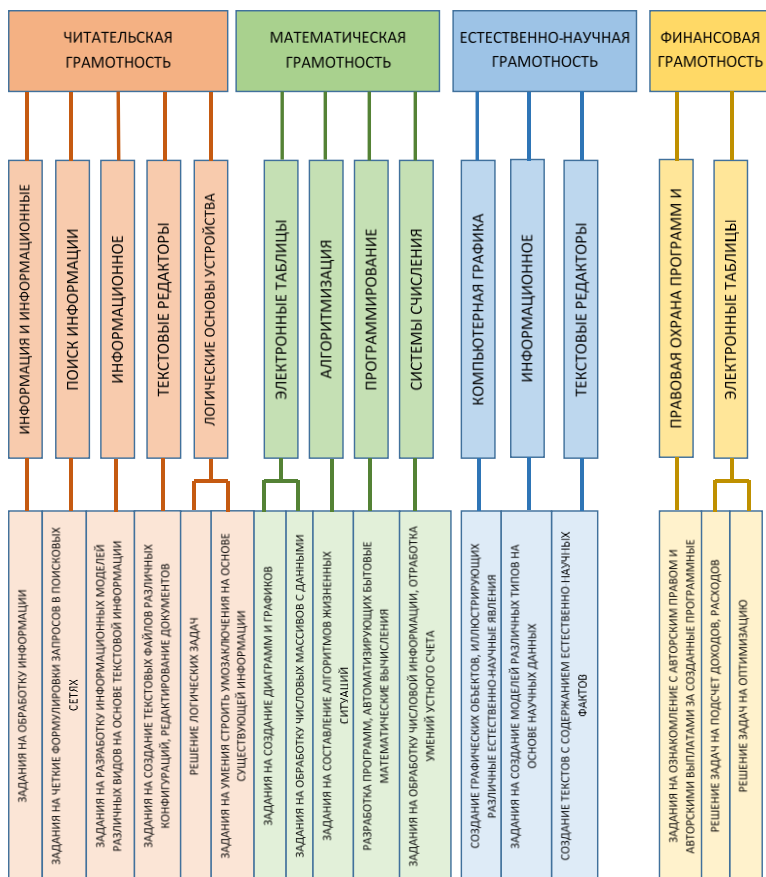 ЧИТАТЕЛЬСКАЯ
ГРАМОТНОСТЬ
МАТЕМАТИЧЕСКАЯ
ГРАМОТНОСТЬ
ЕСТЕСТВЕННО-НАУЧНАЯ
ГРАМОТНОСТЬ
ФИНАНСОВАЯ
ГРАМОТНОСТЬ
ИНФОРМАЦИЯ И ИНФОРМАЦИОННЫЕ
ПОИСК ИНФОРМАЦИИ
ИНФОРМАЦИОННОЕ
ТЕКСТОВЫЕ РЕДАКТОРЫ
ЛОГИЧЕСКИЕ ОСНОВЫ УСТРОЙСТВА
ЭЛЕКТРОННЫЕ ТАБЛИЦЫ
АЛГОРИТМИЗАЦИЯ
ПРОГРАММИРОВАНИЕ
СИСТЕМЫ СЧИСЛЕНИЯ
КОМПЬЮТЕРНАЯ ГРАФИКА
ИНФОРМАЦИОННОЕ
ТЕКСТОВЫЕ РЕДАКТОРЫ
ПРАВОВАЯ ОХРАНА ПРОГРАММ И
ЭЛЕКТРОННЫЕ ТАБЛИЦЫ
ЗАДАНИЯ НА ОБРАБОТКУ ИНФОРМАЦИИ
ЗАДАНИЯ НА ЧЕТКИЕ ФОРМУЛИРОВКИ ЗАПРОСОВ В ПОИСКОВЫХ
СЕТЯХ
ЗАДАНИЯ НА РАЗРАБОТКУ ИНФОРМАЦИОННЫХ МОДЕЛЕЙ
РАЗЛИЧНЫХ ВИДОВ НА ОСНОВЕ ТЕКСТОВОЙ ИНФОРМАЦИИ
ЗАДАНИЯ НА СОЗДАНИЕ ТЕКСТОВЫХ ФАЙЛОВ РАЗЛИЧНЫХ
КОНФИГУРАЦИЙ, РЕДАКТИРОВАНИЕ ДОКУМЕНТОВ
РЕШЕНИЕ ЛОГИЧЕСКИХ ЗАДАЧ
ЗАДАНИЯ НА УМЕНИЯ СТРОИТЬ УМОЗАКЛЮЧЕНИЯ НА ОСНОВЕ
СУЩЕСТВУЮЩЕЙ ИНФОРМАЦИИ
ЗАДАНИЯ НА СОЗДАНИЕ ДИАГРАММ И ГРАФИКОВ
ЗАДАНИЯ НА ОБРАБОТКУ ЧИСЛОВЫХ МАССИВОВ С ДАННЫМИ
ЗАДАНИЯ НА СОСТАВЛЕНИЕ АЛГОРИТМОВ ЖИЗНЕННЫХ
СИТУАЦИЙ
РАЗРАБОТКА ПРОГРАММ, АВТОМАТИЗИРУЮЩИХ БЫТОВЫЕ
МАТЕМАТИЧЕСКИЕ ВЫЧИСЛЕНИЯ
ЗАДАНИЯ НА ОБРАБОТКУ ЧИСЛОВОЙ ИНФОРМАЦИИ, ОТРАБОТКА
УМЕНИЙ УСТНОГО СЧЕТА
СОЗДАНИЕ ГРАФИЧЕСКИХ ОБЪЕКТОВ, ИЛЛЮСТРИРУЮЩИХ
РАЗЛИЧНЫЕ ЕСТЕСТВЕННО-НАУЧНЫЕ ЯВЛЕНИЯ
ЗАДАНИЯ НА СОЗДАНИЕ МОДЕЛЕЙ РАЗЛИЧНЫХ ТИПОВ НА
ОСНОВЕ НАУЧНЫХ ДАННЫХ
СОЗДАНИЕ ТЕКСТОВ С СОДЕРЖАНИЕМ ЕСТЕСТВЕННО НАУЧНЫХ
ФАКТОВ
ЗАДАНИЯ НА ОЗНАКОМЛЕНИЕ С АВТОРСКИМ ПРАВОМ И
АВТОРСКИМИ ВЫПЛАТАМИ ЗА СОЗДАННЫЕ ПРОГРАММНЫЕ
РЕШЕНИЕ ЗАДАЧ НА ПОДСЧЕТ ДОХОДОВ, РАСХОДОВ
РЕШЕНИЕ ЗАДАЧ НА ОПТИМИЗАЦИЮ